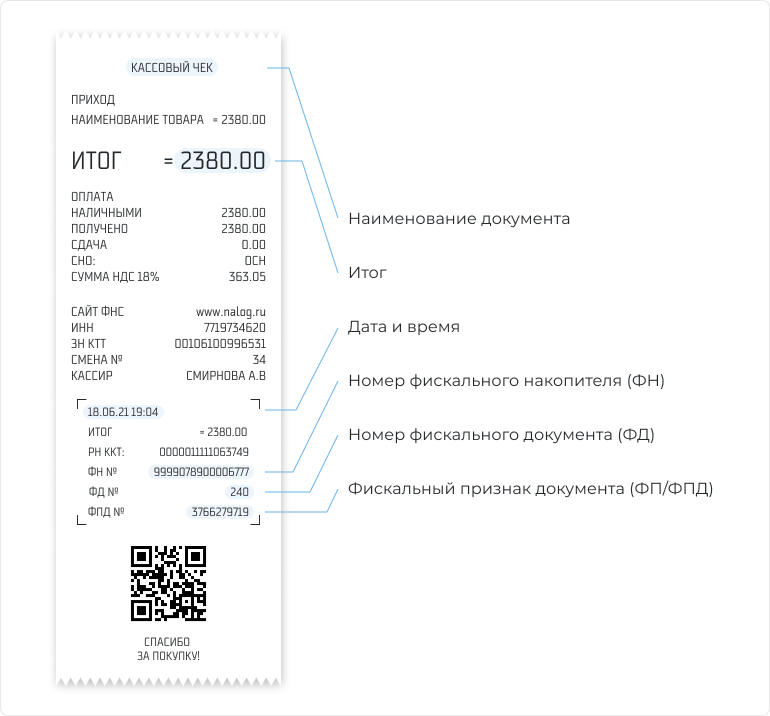 КАССОВЫЙ ЧЕК
ПРИХОД
НАИМЕНОВАНИЕ ТОВАРА = 2380.00
ИТОГ = 2380.00
ОПЛАТА
НАЛИЧНЫМИ 2380.00
ПОЛУЧЕНО 2380.00
СДАЧА 0.00
СНО: ОСН
СУММА НДС 18% 363.05
САЙТ ФНС www.nalog.ru
ИНН 7719734620
ЗН КТТ 00106100996531
СМЕНА № 34
КАССИР СМИРНОВА А.В
18.06.21 19:04
ИТОГ = 2380.00
РН ККТ: 0000011111063749
ФН № 9999078900006777
ФД № 240
ФПД № 3766279719
СПАСИБО
ЗА ПОКУПКУ!
Наименование документа
Итог
Дата и время
Номер фискального накопителя (ФН)
Номер фискального документа (ФД)
Фискальный признак документа (ФП/ФПД)